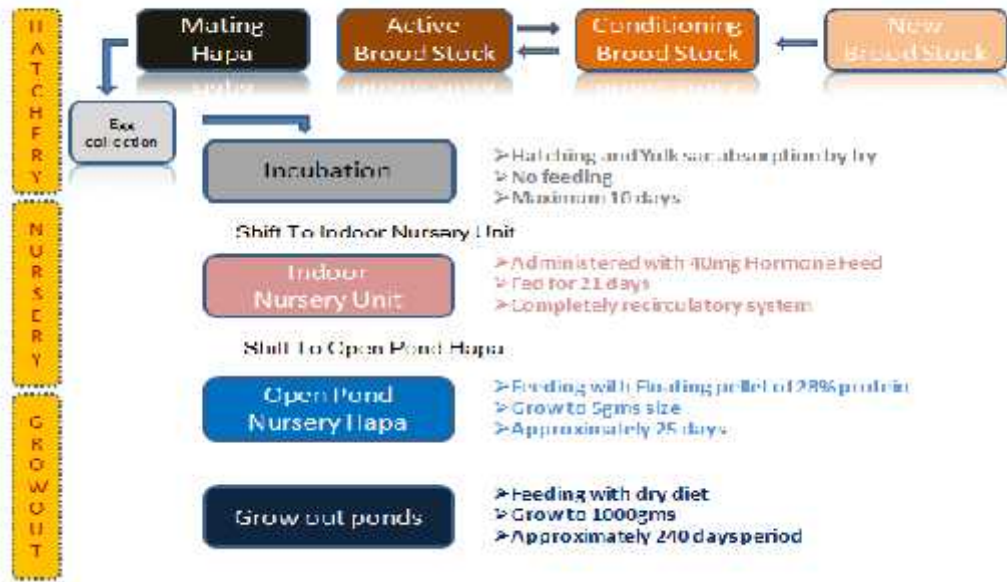 HATCHERY
Mating
Hapa
Active
Brood Stock
Conditioning
Brood Stock
New
Brood Stock
Egg
collection
Incubation
➢Hatching and Yolk sac absorption by fry
➢No feeding
➢Maximum 10 days
NURSERY
Shift To Indoor Nursery Unit
Indoor
Nursery Unit
➢Administered with 40mg Hormone Feed
➢Fed for 21 days
➢Completely recirculatory system
Shift To Open Pond Hapa
Open Pond
Nursery Hapa
➢Feeding with Floating pellet of 28% protein
➢Grow to 5gms size
➢Approximately 25 days
GROWOUT
Grow out ponds
➢Feeding with dry diet
➢Grow to 1000gms
➢Approximately 240 daysperiod